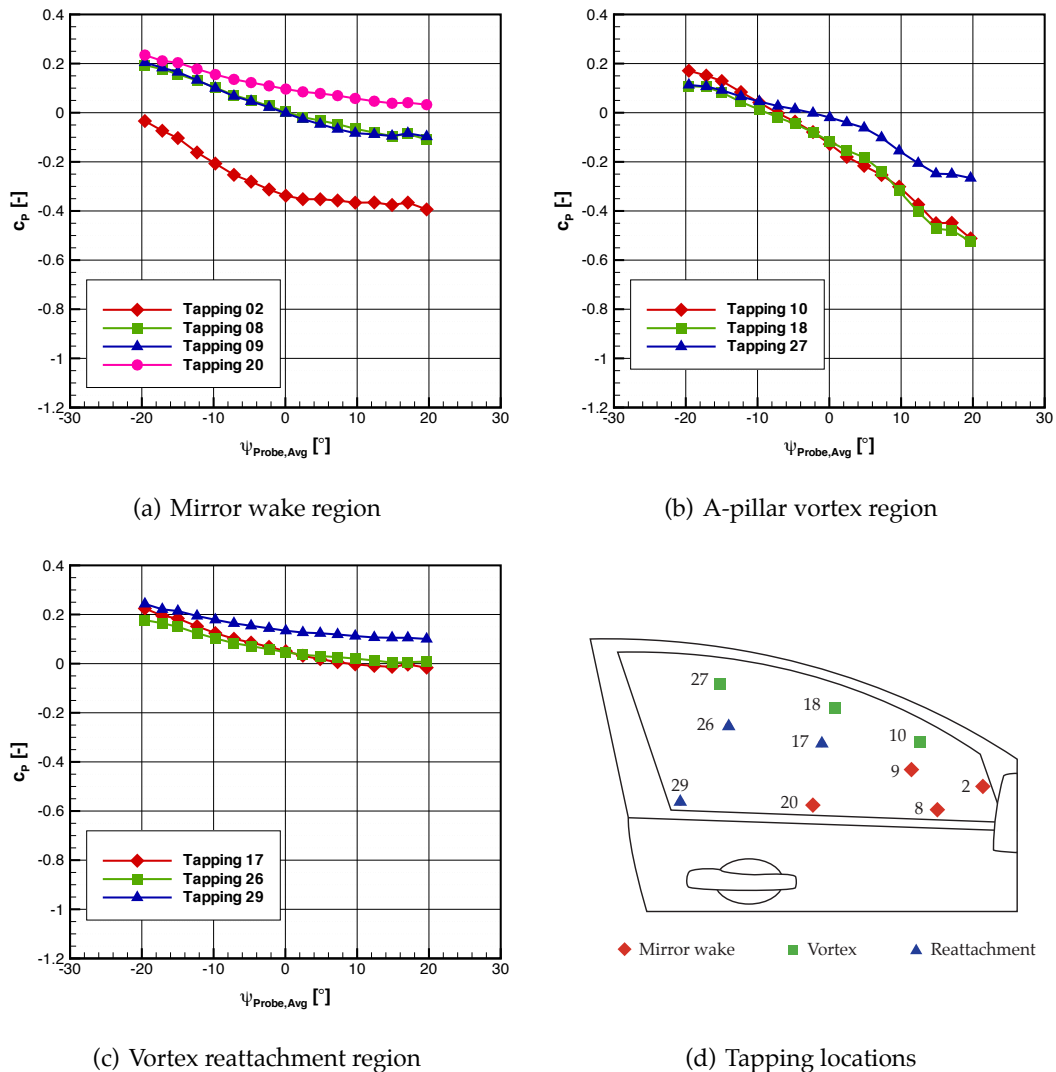 0.4
0.2
0
-0.2
-0.4
-0.6
-0.8
-1
-1.2
cP [-]
Tapping 02
Tapping 08
Tapping 09
Tapping 20
-30 -20 -10 0 10 20 30
ψProbe,Avg [°]
(a) Mirror wake region
0.4
0.2
0
-0.2
-0.4
-0.6
-0.8
-1
-1.2
cP [-]
Tapping 10
Tapping 18
Tapping 27
-30 -20 -10 0 10 20 30
ψProbe,Avg [°]
(b) A-pillar vortex region
0.4
0.2
0
-0.2
-0.4
-0.6
-0.8
-1
-1.2
cP [-]
Tapping 17
Tapping 26
Tapping 29
-30 -20 -10 0 10 20 30
ψProbe,Avg [°]
(c) Vortex reattachment region
27
18
26
17
10
9
2
29
20
8
Mirror wake Vortex Reattachment
(d) Tapping locations